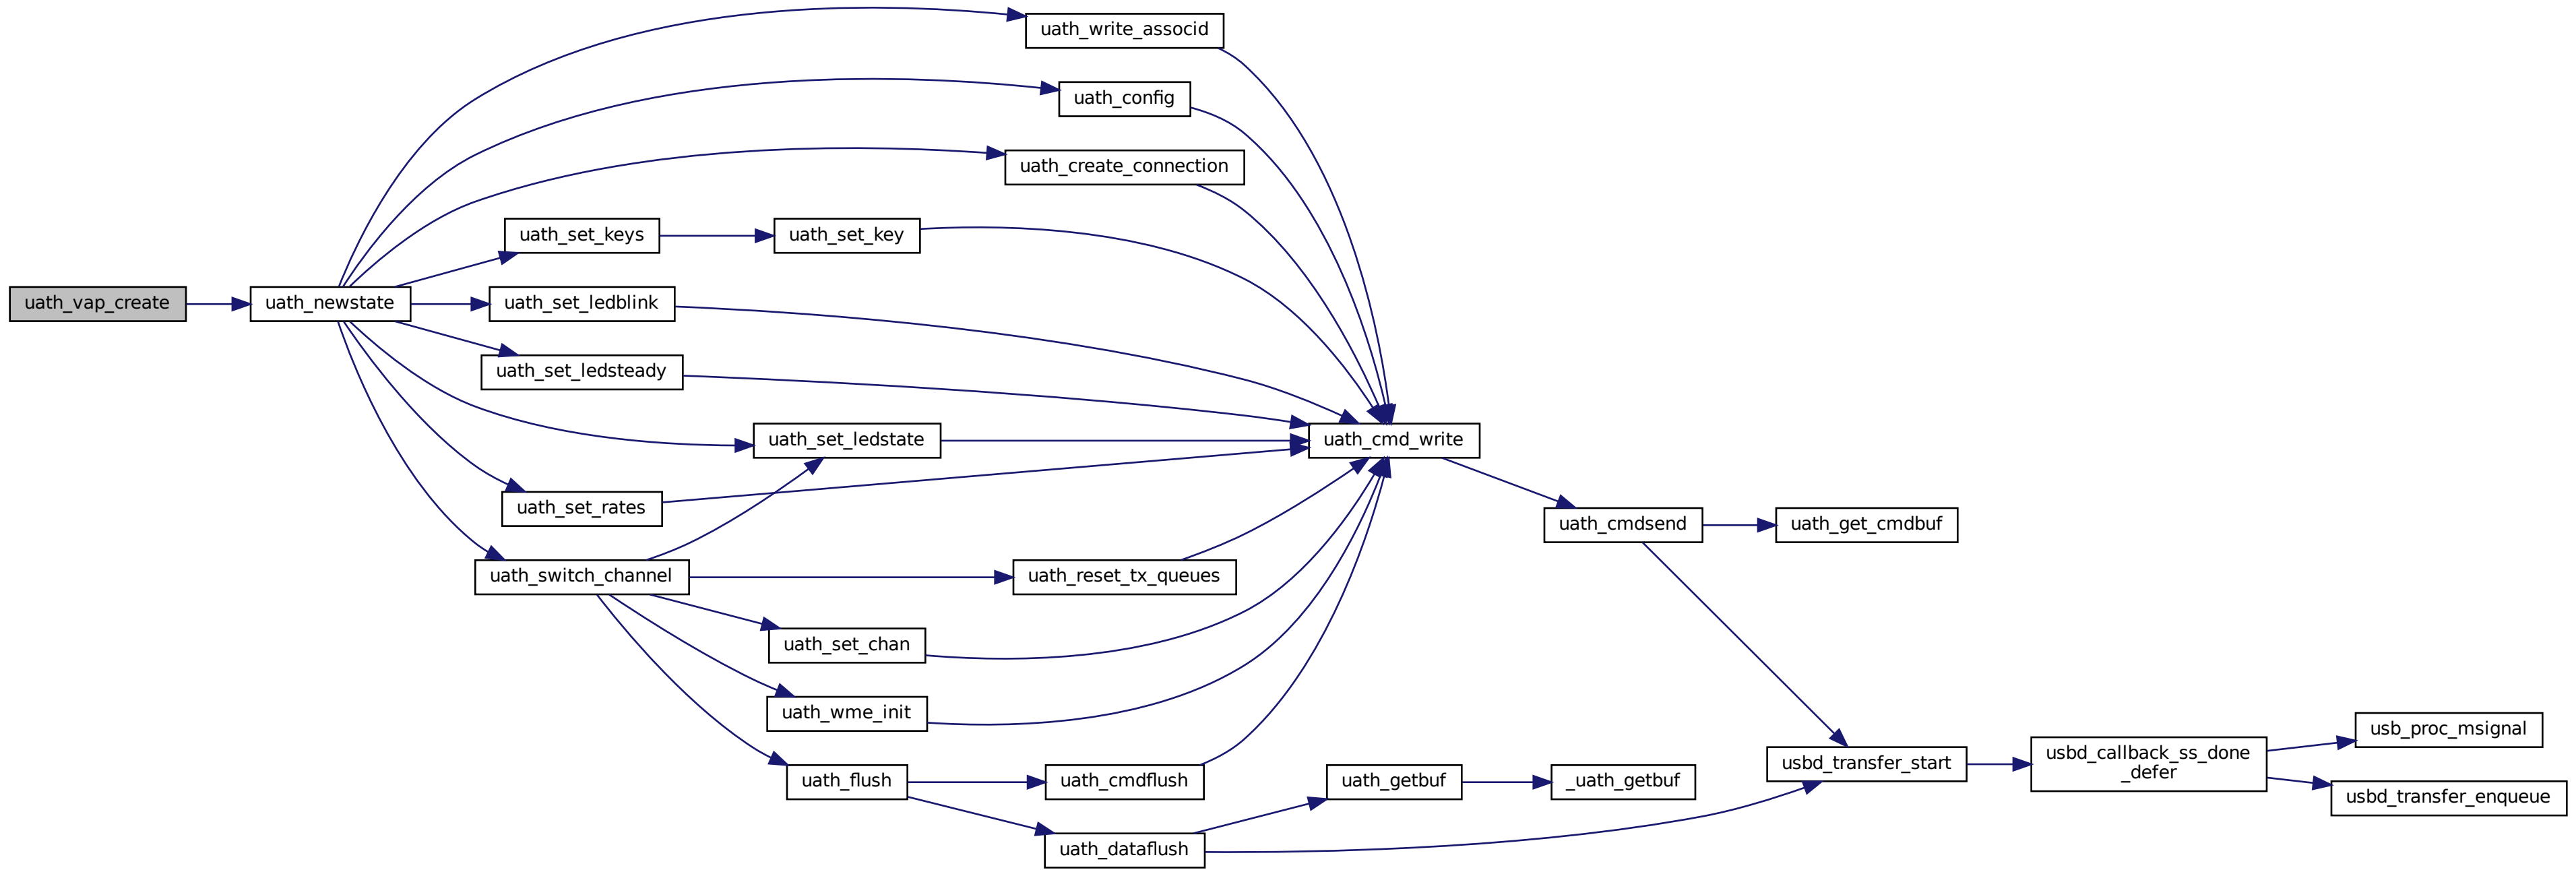 uath_write_associd
uath_config
uath_create_connection
uath_set_keys
uath_set_key
uath_vap_create
uath_newstate
uath_set_ledblink
uath_set_ledsteady
uath_set_ledstate
uath_cmd_write
uath_set_rates
uath_cmdsend
uath_get_cmdbuf
uath_switch_channel
uath_reset_tx_queues
uath_set_chan
uath_wme_init
usb_proc_msignal
usbd_transfer_start
usbd_callback_ss_done
_defer
uath_flush
uath_cmdflush
uath_getbuf
_uath_getbuf
usbd_transfer_enqueue
uath_dataflush